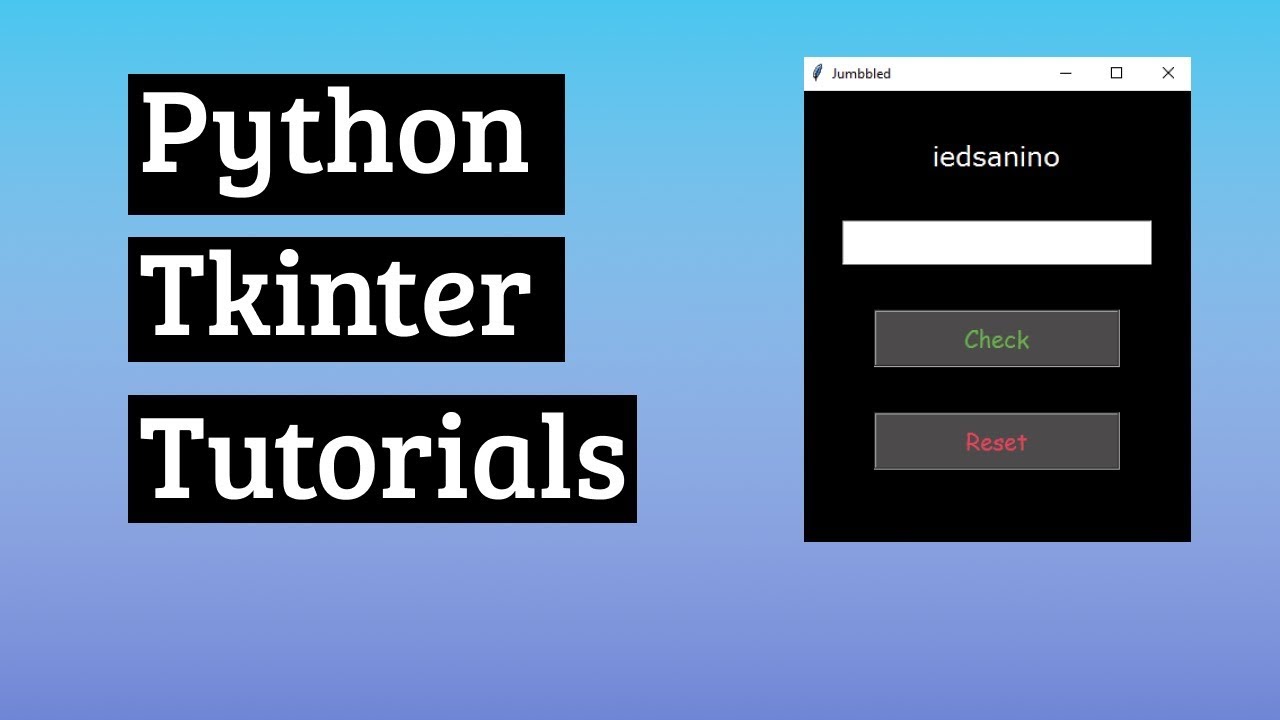 Python
Tkinter
Tutorials
Jumbbled
iedsanino
Check
Reset